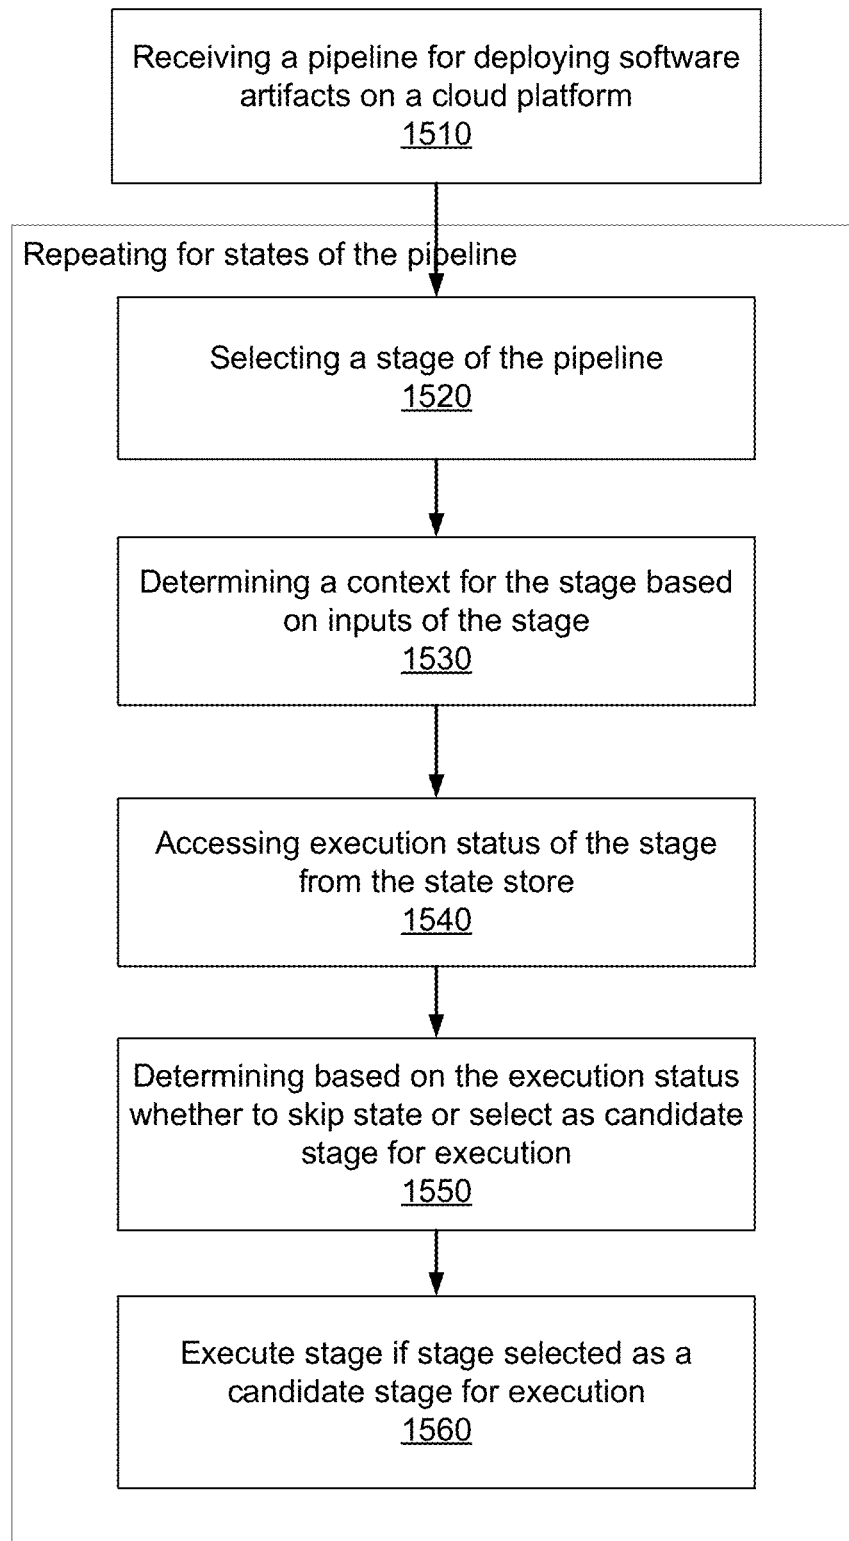 Receiving a pipeline for deploying software
artifacts on a cloud platform
1510
Repeating for states of the pipeline
Selecting a stage of the pipeline
1520
Determining a context for the stage based
on inputs of the stage
1530
Accessing execution status of the stage
from the state store
1540
Determining based on the execution status
whether to skip state or select as candidate
stage for execution
1550
Execute stage if stage selected as a
candidate stage for execution
1560